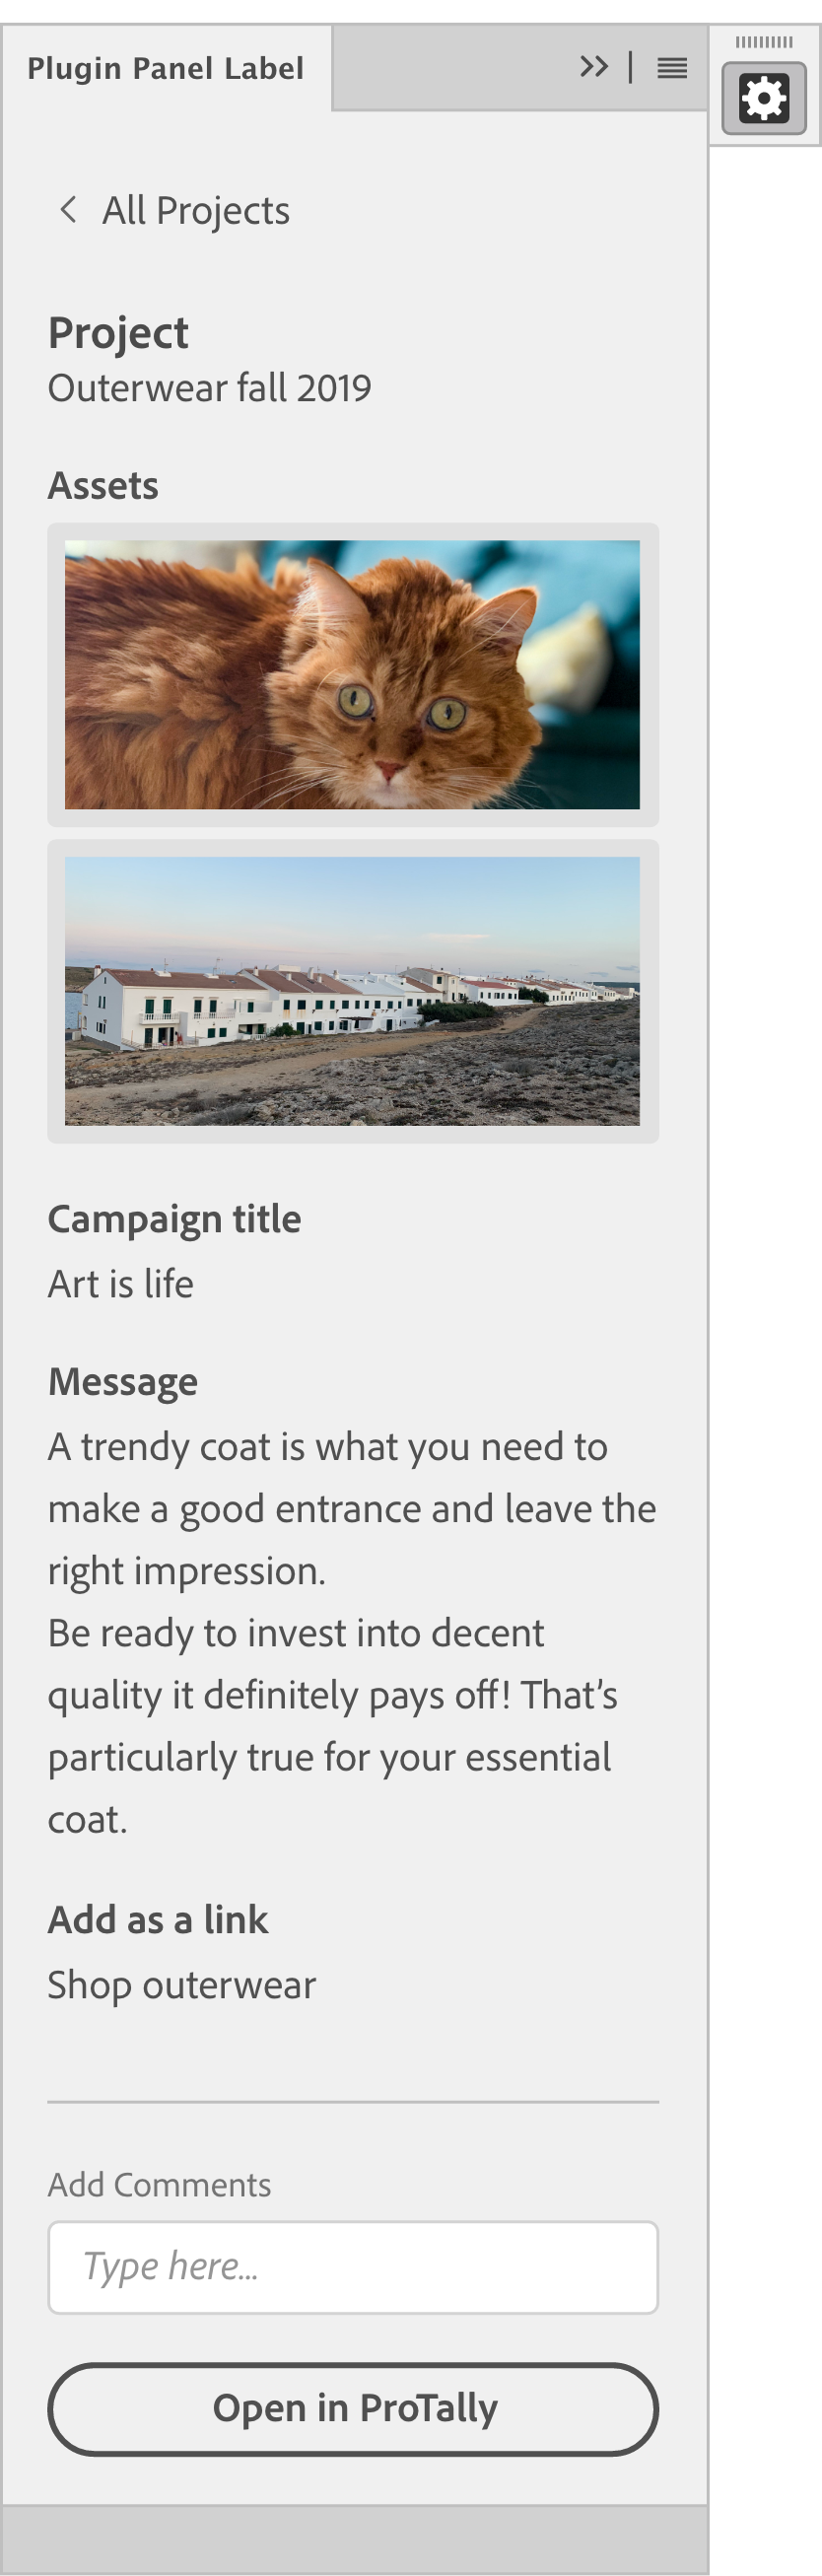 Plugin Panel Label
All Projects
Project
Outerwear fall 2019
Assets
Campaign title
Art is life
Message
A trendy coat is what you need to
make a good entrance and leave the
right impression.
Be ready to invest into decent
quality it definitely pays off! That’s
particularly true for your essential
coat.
Add as a link
Shop outerwear
Add Comments
Type here...
Open in ProTally